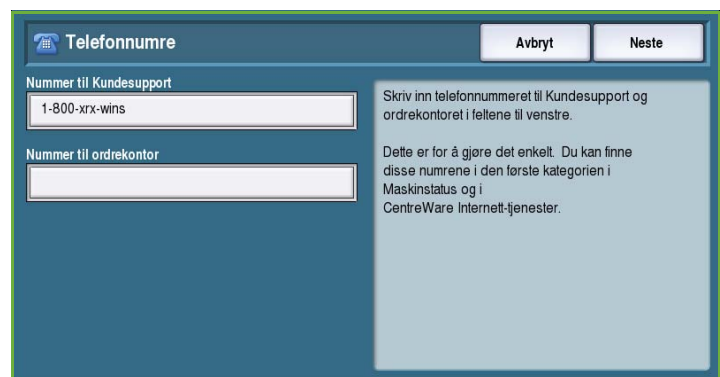 Telefonnumre
Avbryt
Neste
Nummer til Kundesupport
1-800-xrx-wins
Nummer til ordrekontor
Skriv inn telefonnummeret til Kundesupport og
ordrekontoret i feltene til venstre.
Dette er for å gjøre det enkelt. Du kan finne
disse numrene i den første kategorien i
Maskinstatus og i
CentreWare Internett-tjenester.